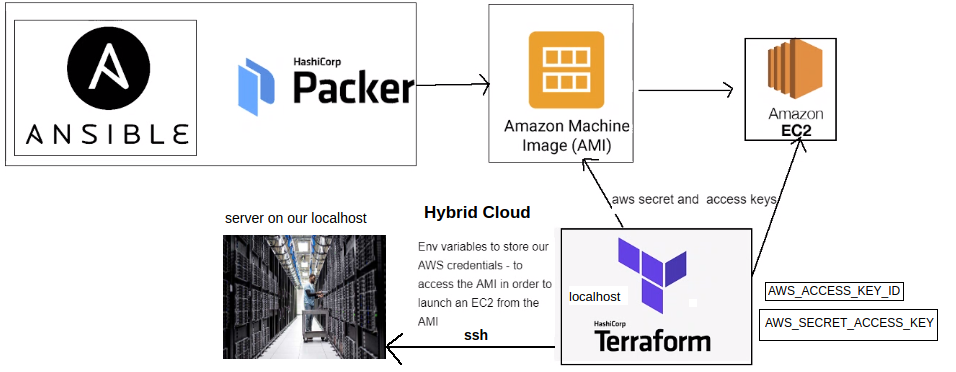 ANSIBLE
HashiCorp
Packer
Amazon Machine
Image (AMI)
Amazon
EC2
aws secret and access keys
server on our localhost
Hybrid Cloud
Env variables to store our
AWS credentials - to
access the AMI in order to
launch an EC2 from the
AMI
ssh
localhost
HashiCorp
Terraform
AWS_ACCESS_KEY_ID
AWS_SECRET_ACCESS_KEY